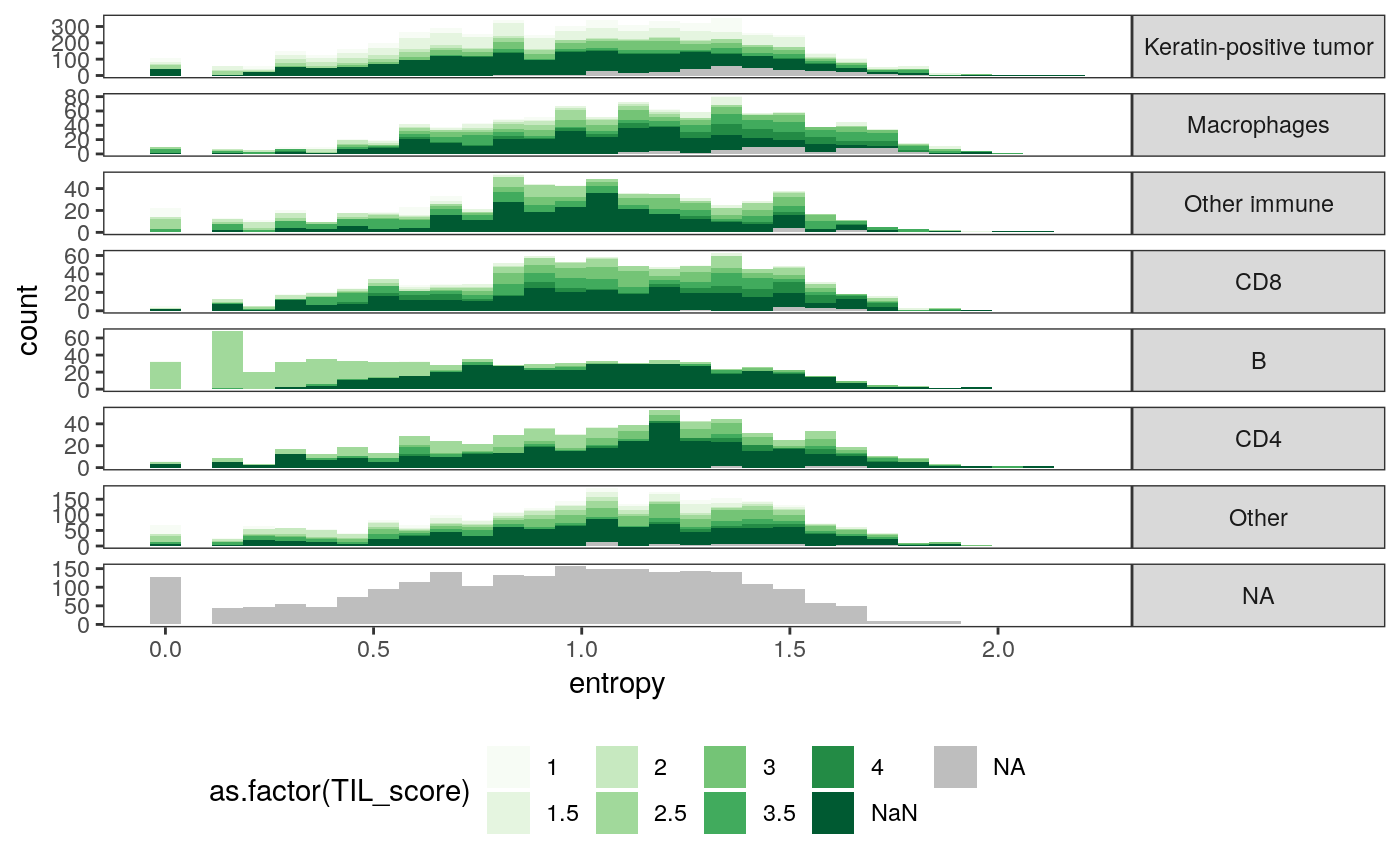 300
200
100
0
Keratin-positive tumor
80
60
40
20
0
Macrophages
40
20
0
Other immune
60
40
20
0
CD8
60
40
20
0
B
40
20
0
CD4
150
100
50
0
Other
150
100
50
0
NA
count
0.0 0.5 1.0 1.5 2.0
entropy
as.factor(TIL_score)
1 2 3 4 NA
1.5 2.5 3.5 NaN